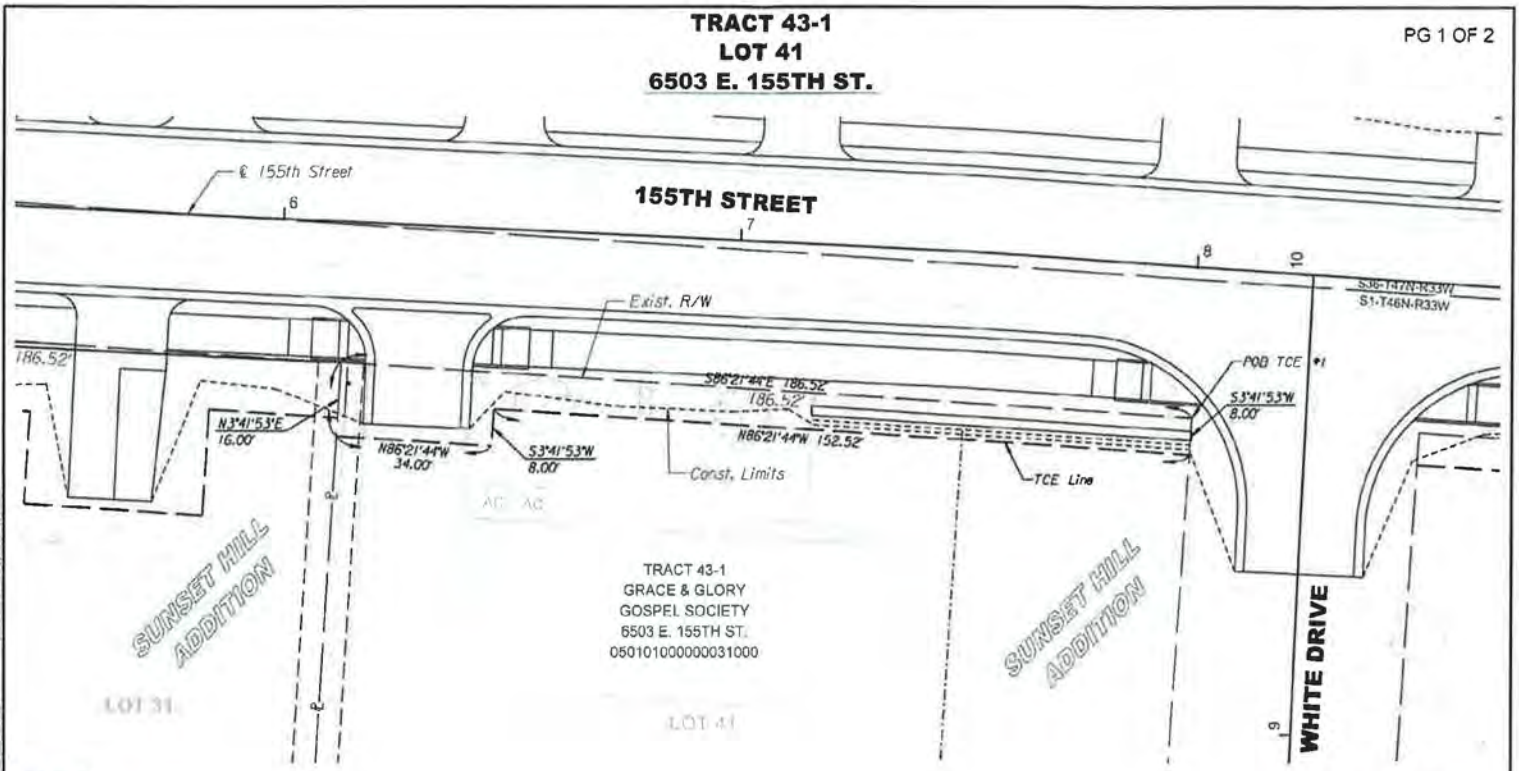 TRACT 43-1
LOT 41
6503 E. 155TH ST.
PG 1 OF 2
℄ 155th Street
6
155TH STREET
7
8
10
S36-T47N-R33W
S1-T46N-R33W
Exist. R/W
186.52'
S86°21'44"E 186.52'
186.52'
POB TCE #1
S3°41'53"W
8.00'
N3°41'53"E
16.00'
N86°21'44"W
34.00'
S3°41'53"W
8.00'
N86°21'44"W 152.52'
Const. Limits
TCE Line
AC AC
SUNSET HILL
ADDITION
TRACT 43-1
GRACE & GLORY
GOSPEL SOCIETY
6503 E. 155TH ST.
050101000000031000
SUNSET HILL
ADDITION
WHITE DRIVE
9
LOT 31
LOT 41